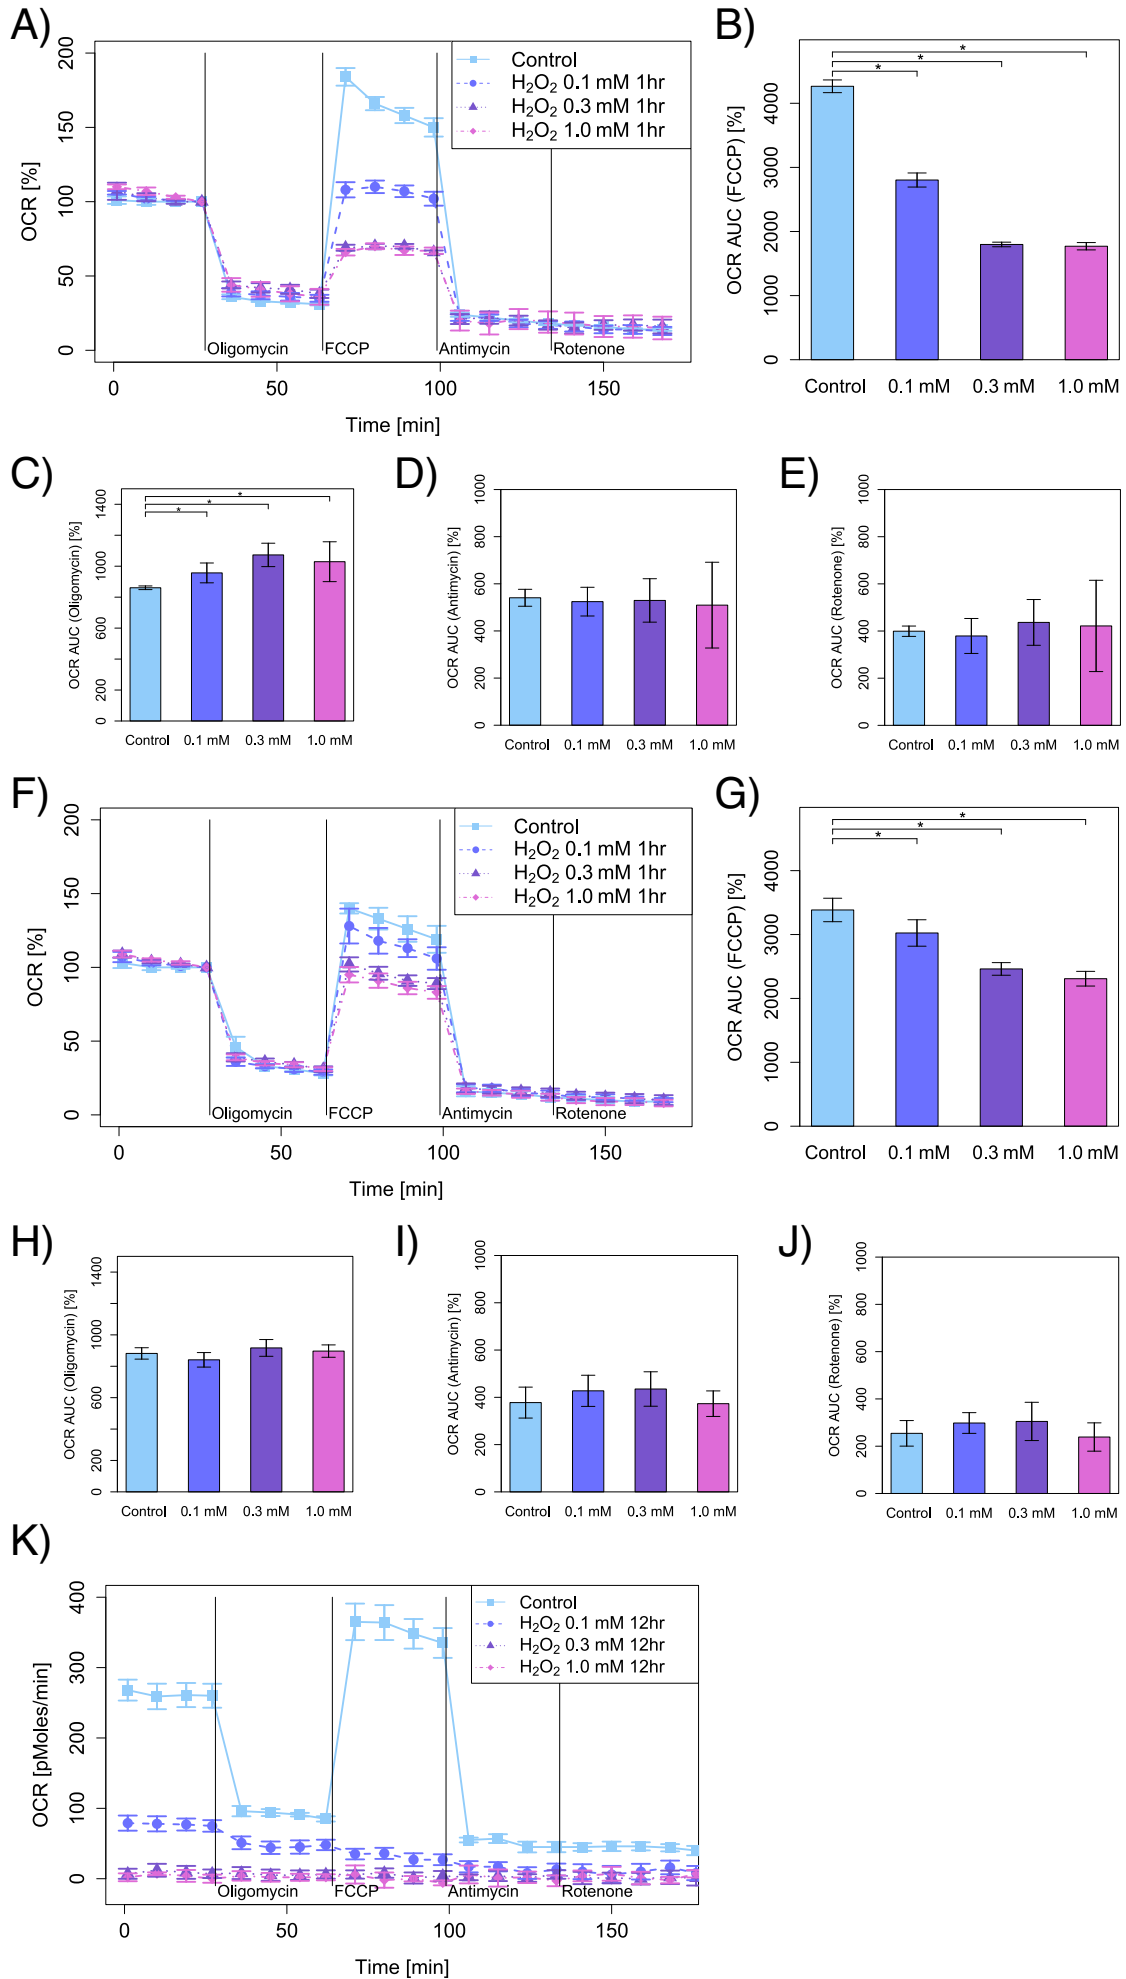 A)
200
150
100
50
0
OCR [%]
Control
H₂O₂ 0.1 mM 1hr
H₂O₂ 0.3 mM 1hr
H₂O₂ 1.0 mM 1hr
Oligomycin FCCP Antimycin Rotenone
0 50 100 150
Time [min]
B)
* 
*
*
OCR AUC (FCCP) [%]
4000
3000
2000
1000
0
Control 0.1 mM 0.3 mM 1.0 mM
C)
*
*
*
OCR AUC (Oligomycin) [%]
1400
1000
600
200
0
Control 0.1 mM 0.3 mM 1.0 mM
D)
OCR AUC (Antimycin) [%]
1000
800
600
400
200
0
Control 0.1 mM 0.3 mM 1.0 mM
E)
OCR AUC (Rotenone) [%]
1000
800
600
400
200
0
Control 0.1 mM 0.3 mM 1.0 mM
F)
200
150
100
50
0
OCR [%]
Control
H₂O₂ 0.1 mM 1hr
H₂O₂ 0.3 mM 1hr
H₂O₂ 1.0 mM 1hr
Oligomycin FCCP Antimycin Rotenone
0 50 100 150
Time [min]
G)
*
*
*
OCR AUC (FCCP) [%]
4000
3000
2000
1000
0
Control 0.1 mM 0.3 mM 1.0 mM
H)
OCR AUC (Oligomycin) [%]
1400
1000
600
200
0
Control 0.1 mM 0.3 mM 1.0 mM
I)
OCR AUC (Antimycin) [%]
1000
800
600
400
200
0
Control 0.1 mM 0.3 mM 1.0 mM
J)
OCR AUC (Rotenone) [%]
1000
800
600
400
200
0
Control 0.1 mM 0.3 mM 1.0 mM
K)
400
300
200
100
0
OCR [pMoles/min]
Control
H₂O₂ 0.1 mM 12hr
H₂O₂ 0.3 mM 12hr
H₂O₂ 1.0 mM 12hr
Oligomycin FCCP Antimycin Rotenone
0 50 100 150
Time [min]